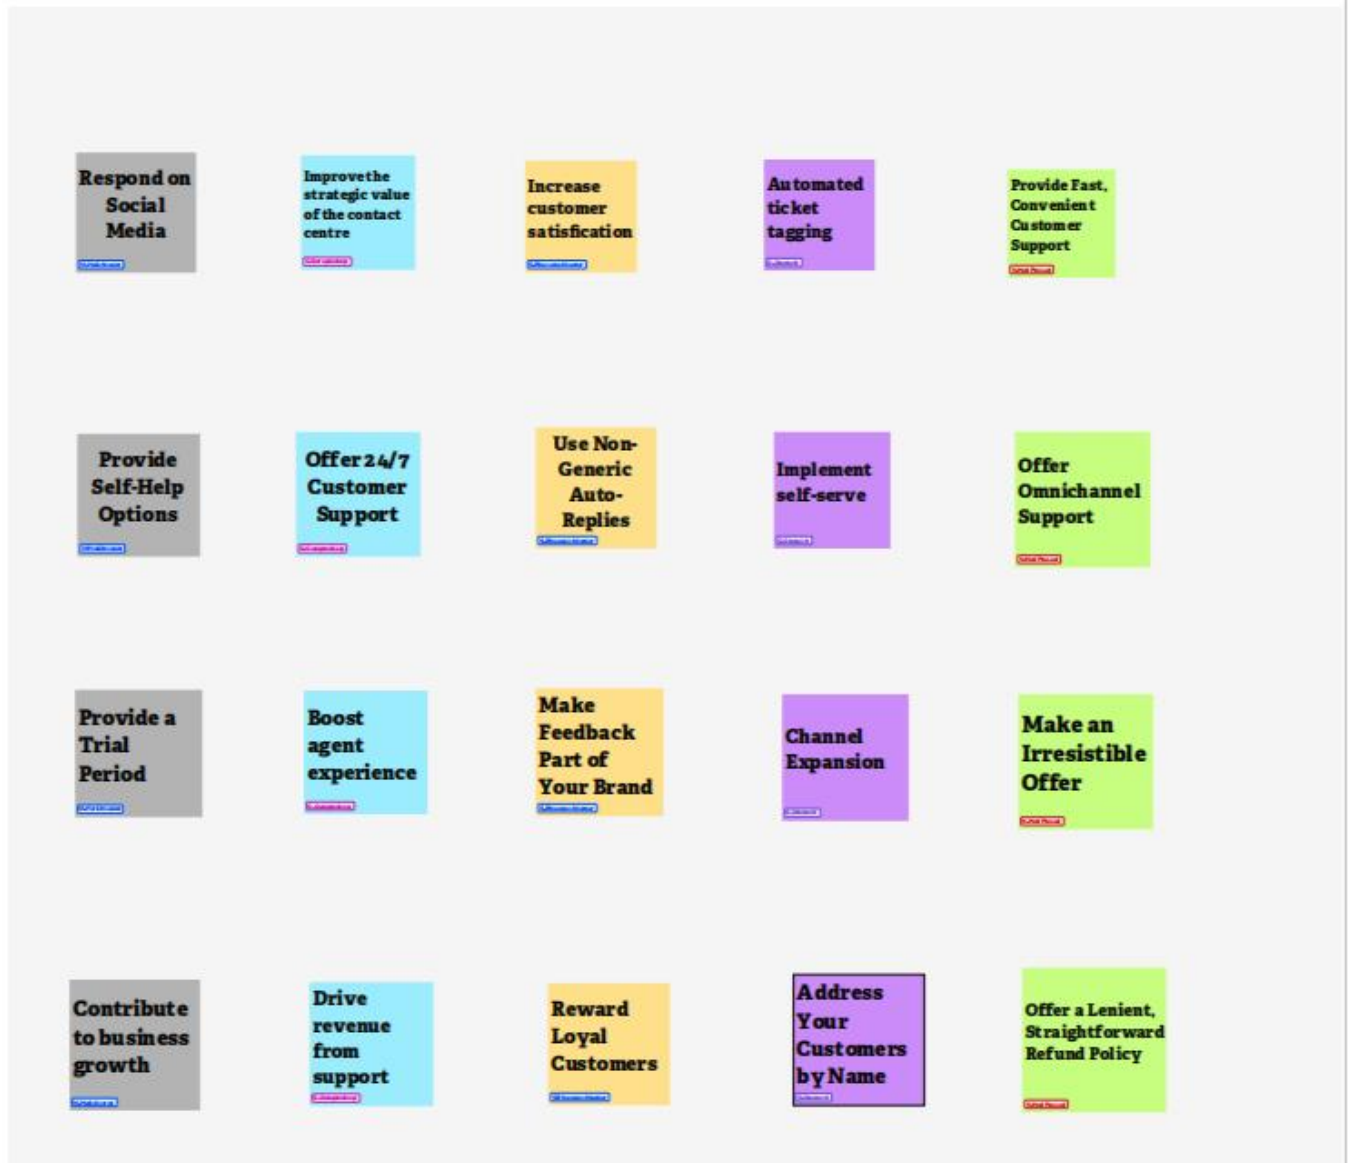 Respond on
Social
Media
Improve the
strategic value
of the contact
centre
Increase
customer
satisfication
Automated
ticket
tagging
Provide Fast,
Convenient
Customer
Support
Provide
Self-Help
Options
Offer 24/7
Customer
Support
Use Non-
Generic
Auto-
Replies
Implement
self-serve
Offer
Omnichannel
Support
Provide a
Trial
Period
Boost
agent
experience
Make
Feedback
Part of
Your Brand
Channel
Expansion
Make an
Irresistible
Offer
Contribute
to business
growth
Drive
revenue
from
support
Reward
Loyal
Customers
Address
Your
Customers
by Name
Offer a Lenient,
Straightforward
Refund Policy